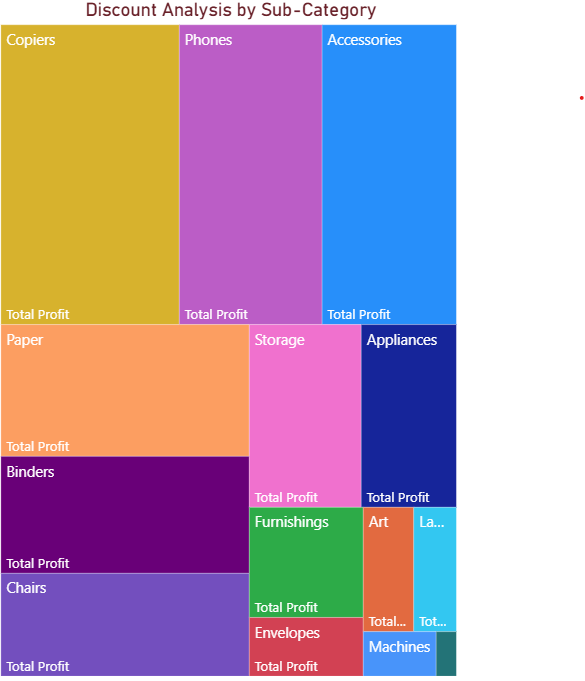 Discount Analysis by Sub-Category
Copiers
Phones
Accessories
Total Profit
Total Profit
Total Profit
Paper
Storage
Appliances
Total Profit
Binders
Total Profit
Total Profit
Furnishings
Art
La...
Total Profit
Chairs
Total Profit
Total...
Tot...
Envelopes
Machines
Total Profit
Total Profit